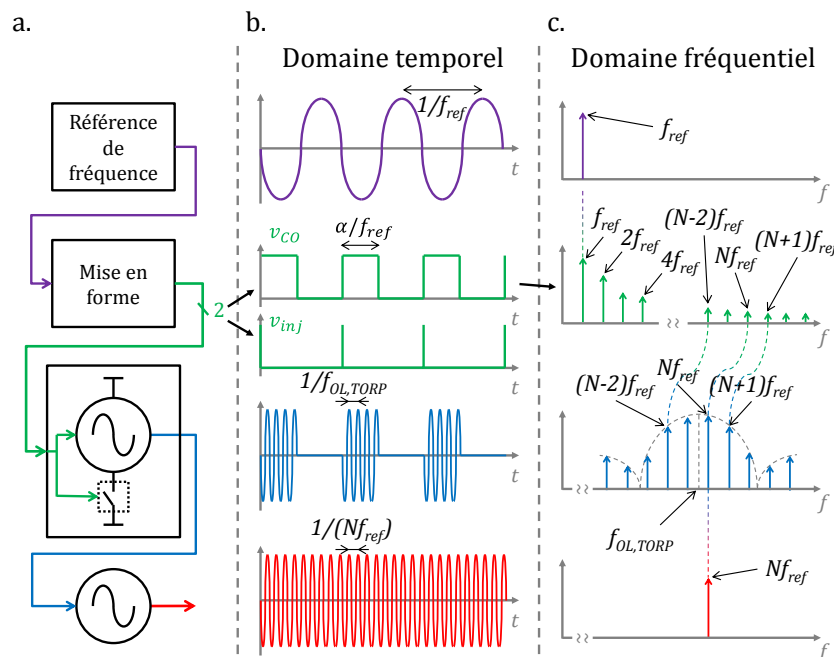 a.
b.
c.
Domaine temporel
Domaine fréquentiel
Référence
de
fréquence
1/f_ref
t
f_ref
f
Mise en
forme
2
v_CO
α/f_ref
t
v_inj
t
f_ref
2f_ref
4f_ref
(N-2)f_ref
Nf_ref
(N+1)f_ref
f
1/f_OL,TORP
t
(N-2)f_ref
Nf_ref
(N+1)f_ref
f
f_OL,TORP
1/(Nf_ref)
t
Nf_ref
f